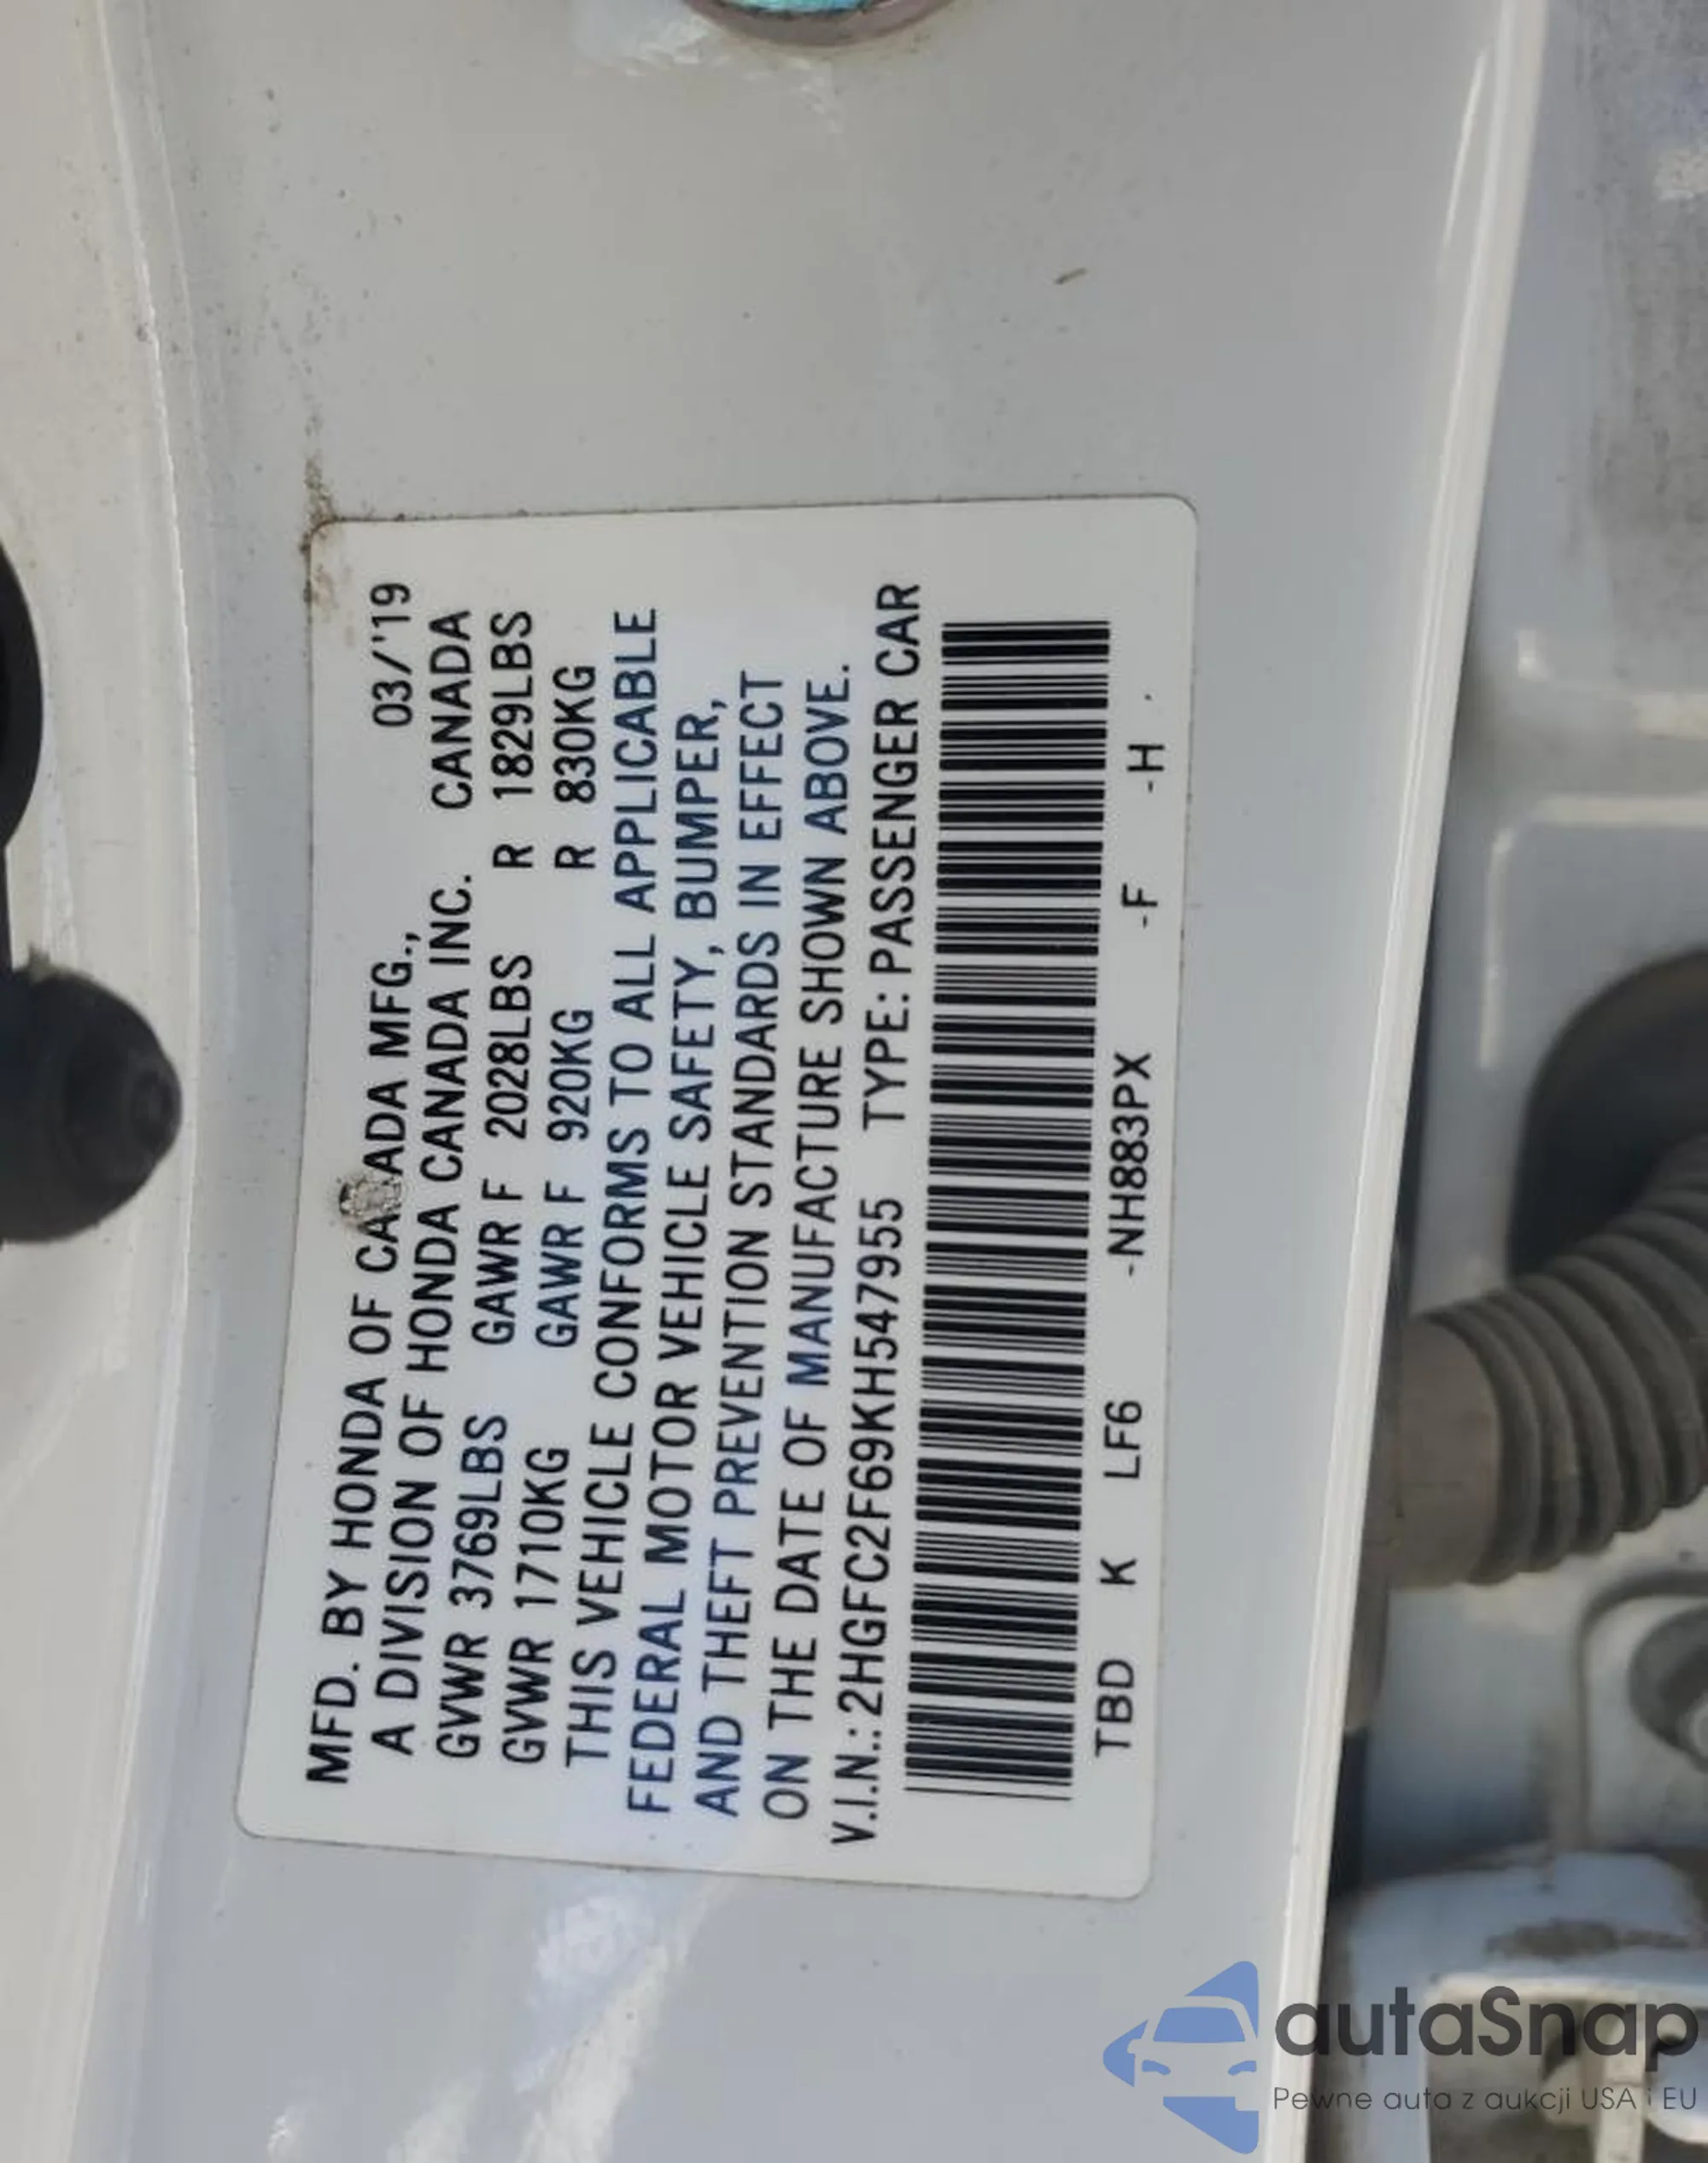 MFD. BY HONDA OF CANADA MFG., 03/'19
A DIVISION OF HONDA CANADA INC. CANADA
GVWR 3769LBS GAWR F 2028LBS R 1829LBS
GVWR 1710KG GAWR F 920KG R 830KG
THIS VEHICLE CONFORMS TO ALL APPLICABLE
FEDERAL MOTOR VEHICLE SAFETY, BUMPER,
AND THEFT PREVENTION STANDARDS IN EFFECT
ON THE DATE OF MANUFACTURE SHOWN ABOVE.
V.I.N.: 2HGFC2F69KH547955 TYPE: PASSENGER CAR
TBD K LF6 -NH883PX -F -H .
autaSnap
Pewne auta z aukcji USA i EU